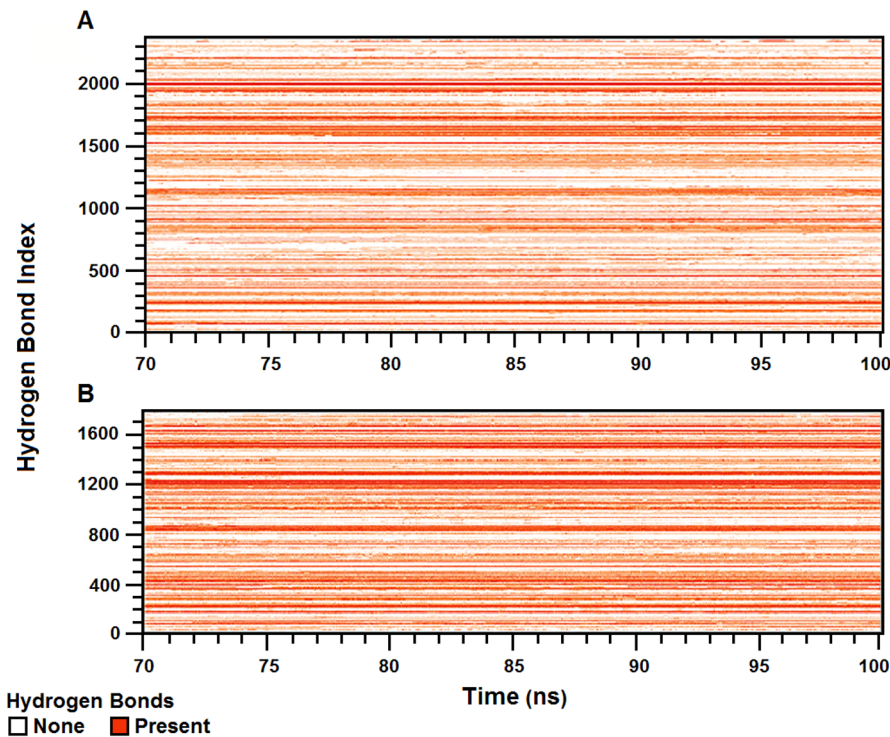 A
2000
1500
1000
500
0
70 75 80 85 90 95 100
B
1600
1200
800
400
0
70 75 80 85 90 95 100
Hydrogen Bond Index
Time (ns)
Hydrogen Bonds
None Present